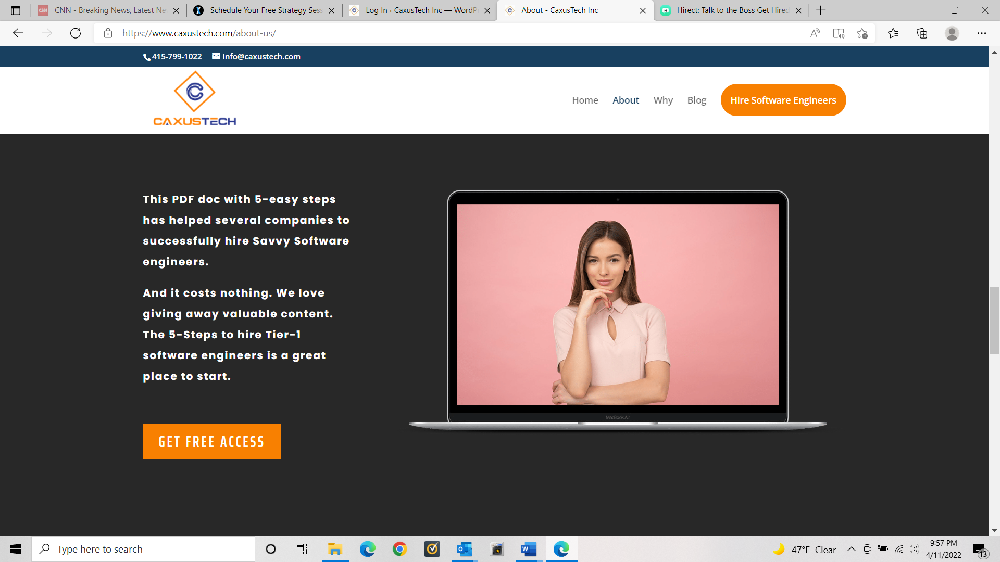 CNN - Breaking News, Latest Ne
Schedule Your Free Strategy Sess
Log In ‹ CaxusTech Inc — WordP
About - CaxusTech Inc
Hirect: Talk to the Boss Get Hired
https://www.caxustech.com/about-us/
415-799-1022 info@caxustech.com
C
CAXUSTECH
Home About Why Blog Hire Software Engineers
This PDF doc with 5-easy steps
has helped several companies to
successfully hire Savvy Software
engineers.
And it costs nothing. We love
giving away valuable content.
The 5-Steps to hire Tier-1
software engineers is a great
place to start.
MacBook Air
GET FREE ACCESS
Type here to search
47°F Clear
9:57 PM
4/11/2022
13